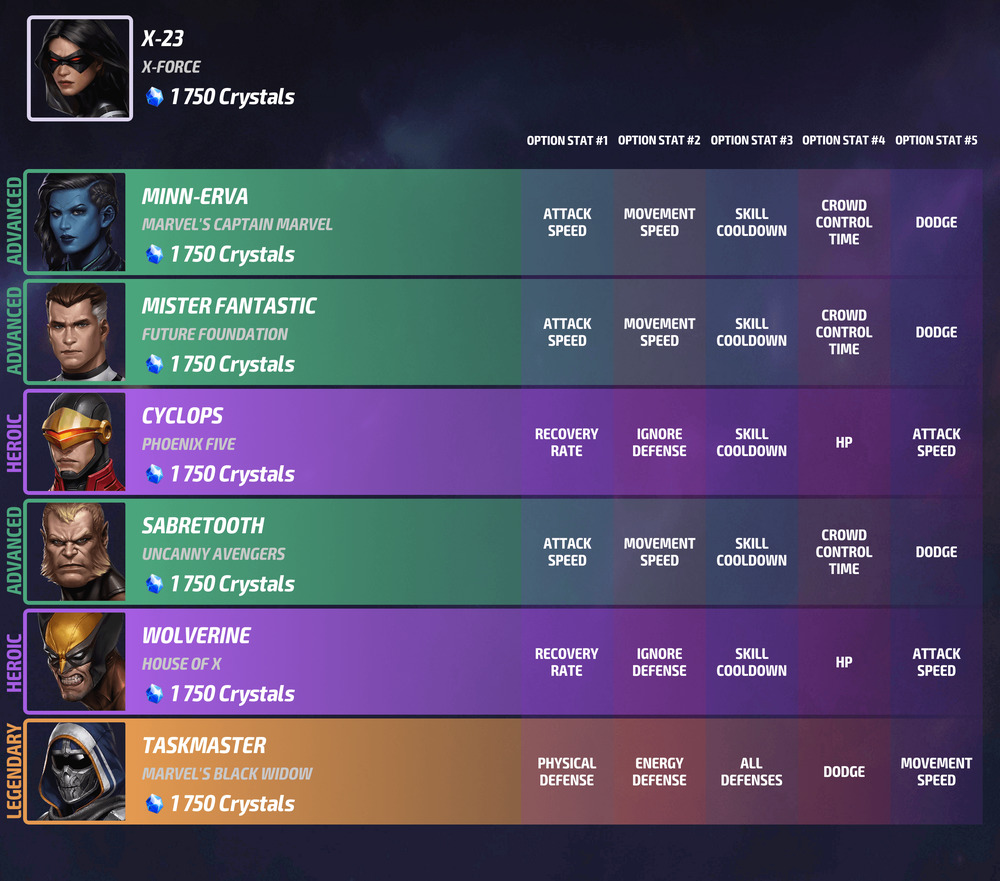 X-23
X-FORCE
1 750 Crystals
OPTION STAT #1 OPTION STAT #2 OPTION STAT #3 OPTION STAT #4 OPTION STAT #5
ADVANCED
MINN-ERVA
MARVEL'S CAPTAIN MARVEL
1 750 Crystals
ATTACK
SPEED
MOVEMENT
SPEED
SKILL
COOLDOWN
CROWD
CONTROL
TIME
DODGE
ADVANCED
MISTER FANTASTIC
FUTURE FOUNDATION
1 750 Crystals
ATTACK
SPEED
MOVEMENT
SPEED
SKILL
COOLDOWN
CROWD
CONTROL
TIME
DODGE
HEROIC
CYCLOPS
PHOENIX FIVE
1 750 Crystals
RECOVERY
RATE
IGNORE
DEFENSE
SKILL
COOLDOWN
HP
ATTACK
SPEED
ADVANCED
SABRETOOTH
UNCANNY AVENGERS
1 750 Crystals
ATTACK
SPEED
MOVEMENT
SPEED
SKILL
COOLDOWN
CROWD
CONTROL
TIME
DODGE
HEROIC
WOLVERINE
HOUSE OF X
1 750 Crystals
RECOVERY
RATE
IGNORE
DEFENSE
SKILL
COOLDOWN
HP
ATTACK
SPEED
LEGENDARY
TASKMASTER
MARVEL'S BLACK WIDOW
1 750 Crystals
PHYSICAL
DEFENSE
ENERGY
DEFENSE
ALL
DEFENSES
DODGE
MOVEMENT
SPEED